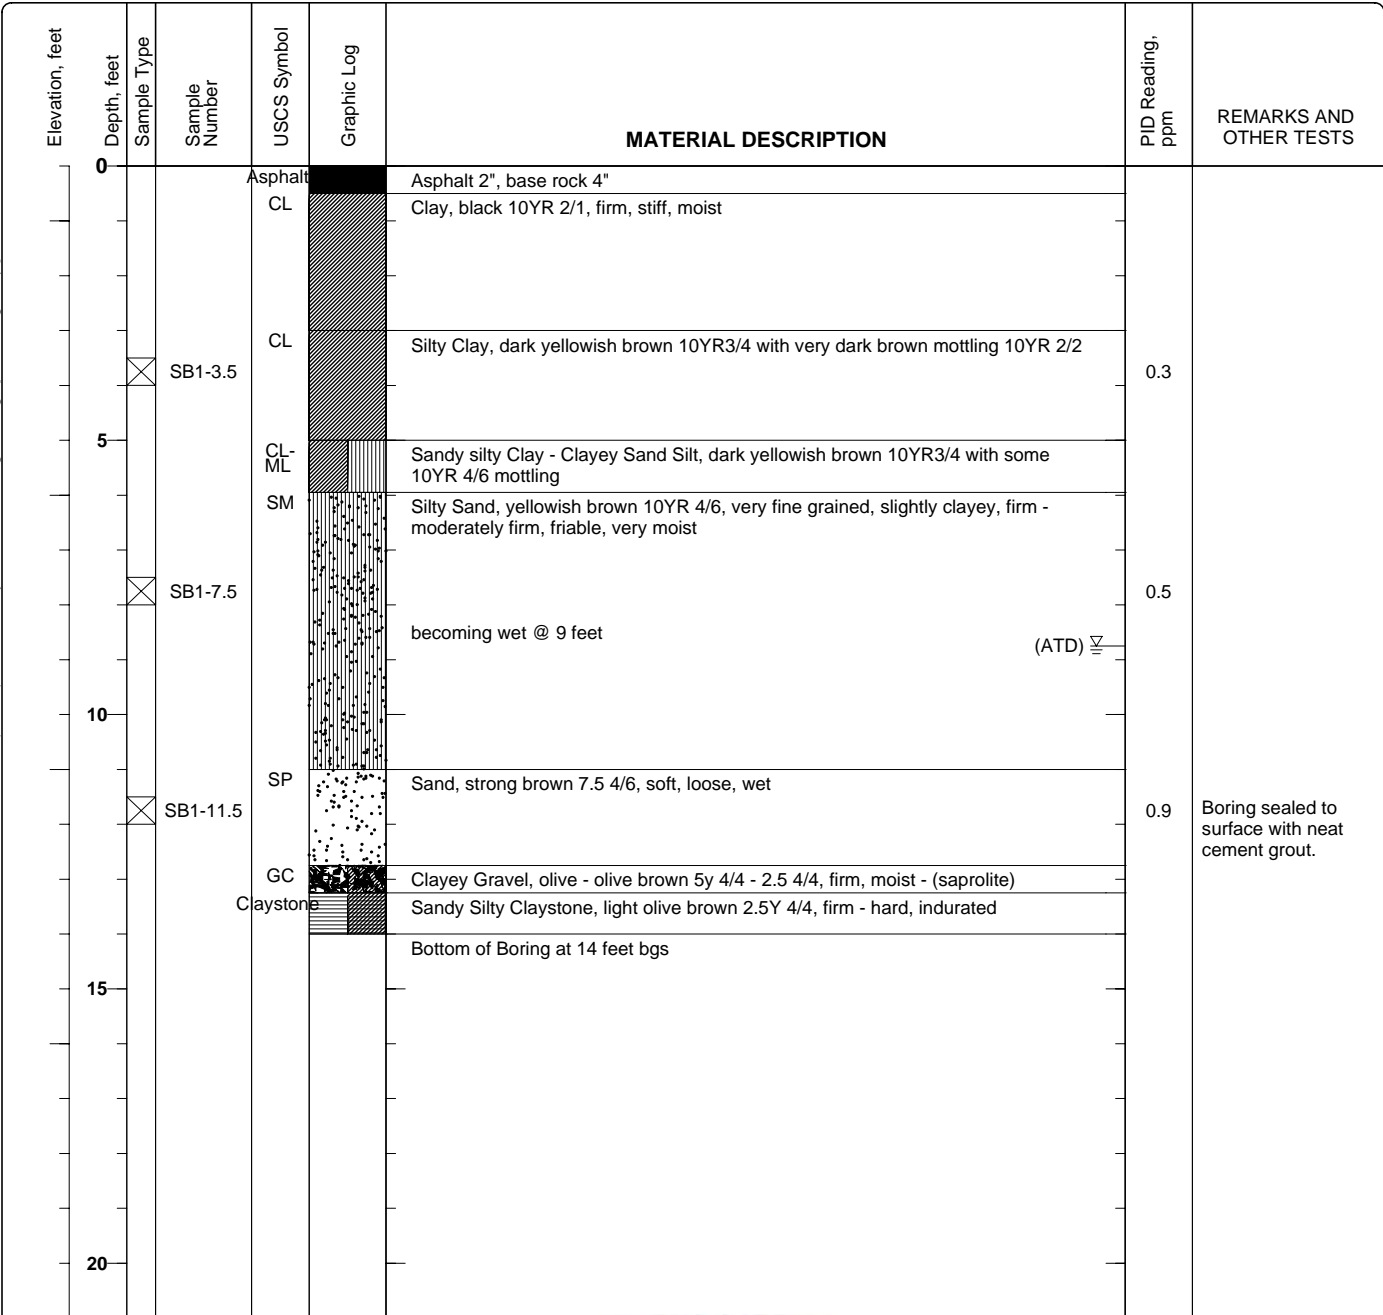 Elevation, feet
Depth, feet
Sample Type
Sample
Number
USCS Symbol
Graphic Log
MATERIAL DESCRIPTION
PID Reading,
ppm
REMARKS AND
OTHER TESTS
0
Asphalt
Asphalt 2", base rock 4"
CL
Clay, black 10YR 2/1, firm, stiff, moist
CL
Silty Clay, dark yellowish brown 10YR3/4 with very dark brown mottling 10YR 2/2
SB1-3.5
0.3
5
CL-
ML
Sandy silty Clay - Clayey Sand Silt, dark yellowish brown 10YR3/4 with some
10YR 4/6 mottling
SM
Silty Sand, yellowish brown 10YR 4/6, very fine grained, slightly clayey, firm -
moderately firm, friable, very moist
SB1-7.5
0.5
becoming wet @ 9 feet
(ATD)
10
SP
Sand, strong brown 7.5 4/6, soft, loose, wet
SB1-11.5
0.9
Boring sealed to
surface with neat
cement grout.
GC
Clayey Gravel, olive - olive brown 5y 4/4 - 2.5 4/4, firm, moist - (saprolite)
Claystone
Sandy Silty Claystone, light olive brown 2.5Y 4/4, firm - hard, indurated
Bottom of Boring at 14 feet bgs
15
20